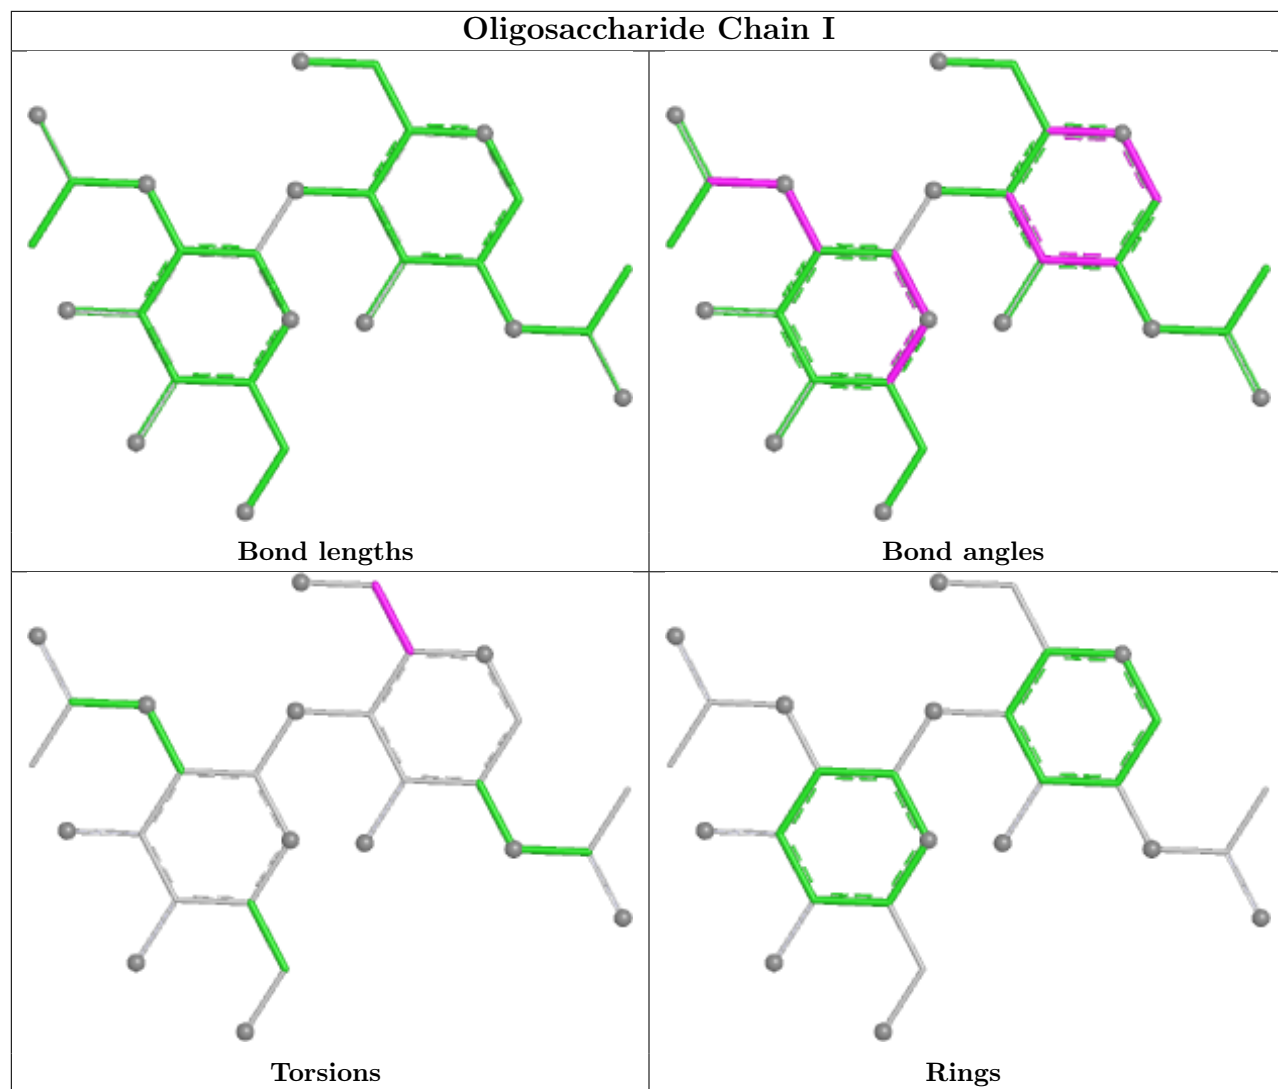 Oligosaccharide Chain I
Bond lengths
Bond angles
Torsions
Rings